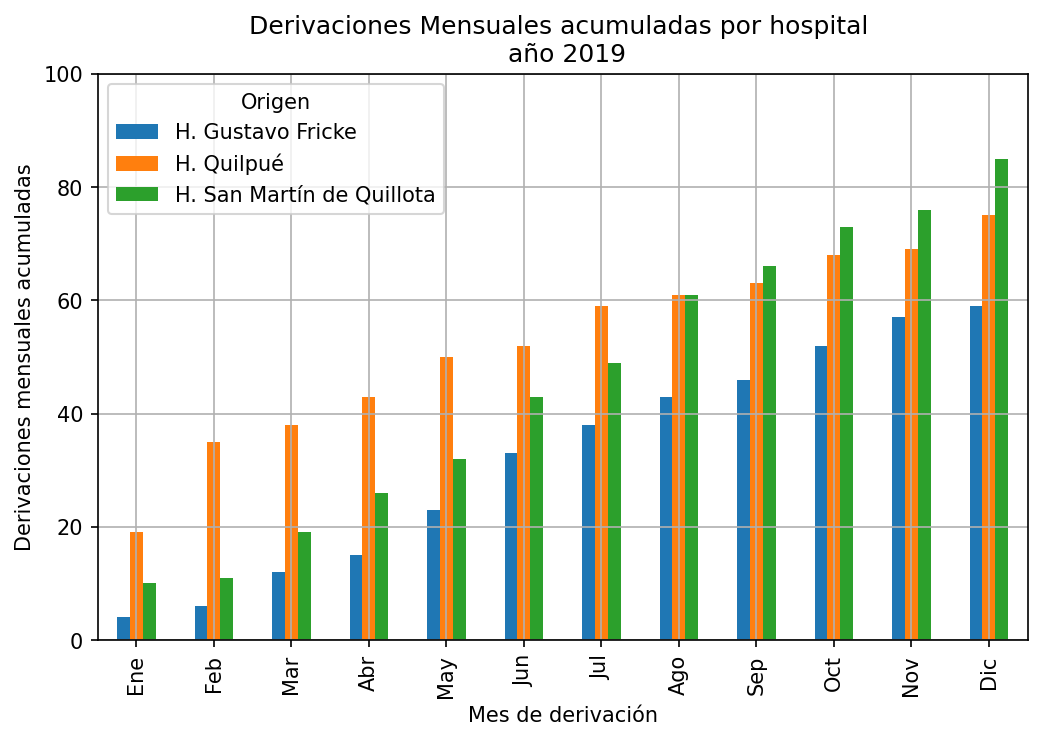 Derivaciones Mensuales acumuladas por hospital
año 2019
Derivaciones mensuales acumuladas
100
80
60
40
20
0
Origen
H. Gustavo Fricke
H. Quilpué
H. San Martín de Quillota
Ene
Feb
Mar
Abr
May
Jun
Jul
Ago
Sep
Oct
Nov
Dic
Mes de derivación